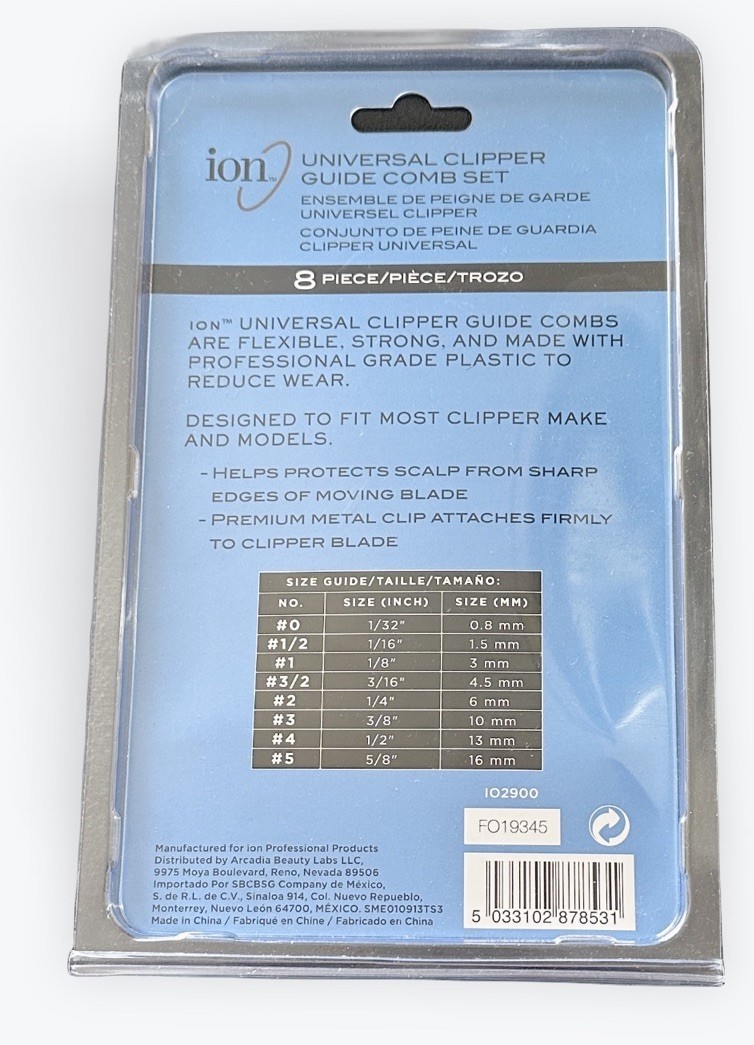 ion™
UNIVERSAL CLIPPER
GUIDE COMB SET
ENSEMBLE DE PEIGNE DE GARDE
UNIVERSEL CLIPPER
CONJUNTO DE PEINE DE GUARDIA
CLIPPER UNIVERSAL
8 PIECE/PIÈCE/TROZO
ION™ UNIVERSAL CLIPPER GUIDE COMBS
ARE FLEXIBLE, STRONG, AND MADE WITH
PROFESSIONAL GRADE PLASTIC TO
REDUCE WEAR.
DESIGNED TO FIT MOST CLIPPER MAKE
AND MODELS.
- HELPS PROTECTS SCALP FROM SHARP
EDGES OF MOVING BLADE
- PREMIUM METAL CLIP ATTACHES FIRMLY
TO CLIPPER BLADE
SIZE GUIDE/TAILLE/TAMAÑO:
NO. SIZE (INCH) SIZE (MM)
#0 1/32" 0.8 mm
#1/2 1/16" 1.5 mm
#1 1/8" 3 mm
#3/2 3/16" 4.5 mm
#2 1/4" 6 mm
#3 3/8" 10 mm
#4 1/2" 13 mm
#5 5/8" 16 mm
IO2900
FO19345
Manufactured for ion Professional Products
Distributed by Arcadia Beauty Labs LLC,
9975 Moya Boulevard, Reno, Nevada 89506
Importado Por SBCBSG Company de México,
S. de R.L. de C.V., Sinaloa 914, Col. Nuevo Repueblo,
Monterrey, Nuevo León 64700, MÉXICO. SME010913TS3
Made in China / Fabriqué en Chine / Fabricado en China
5 033102 878531